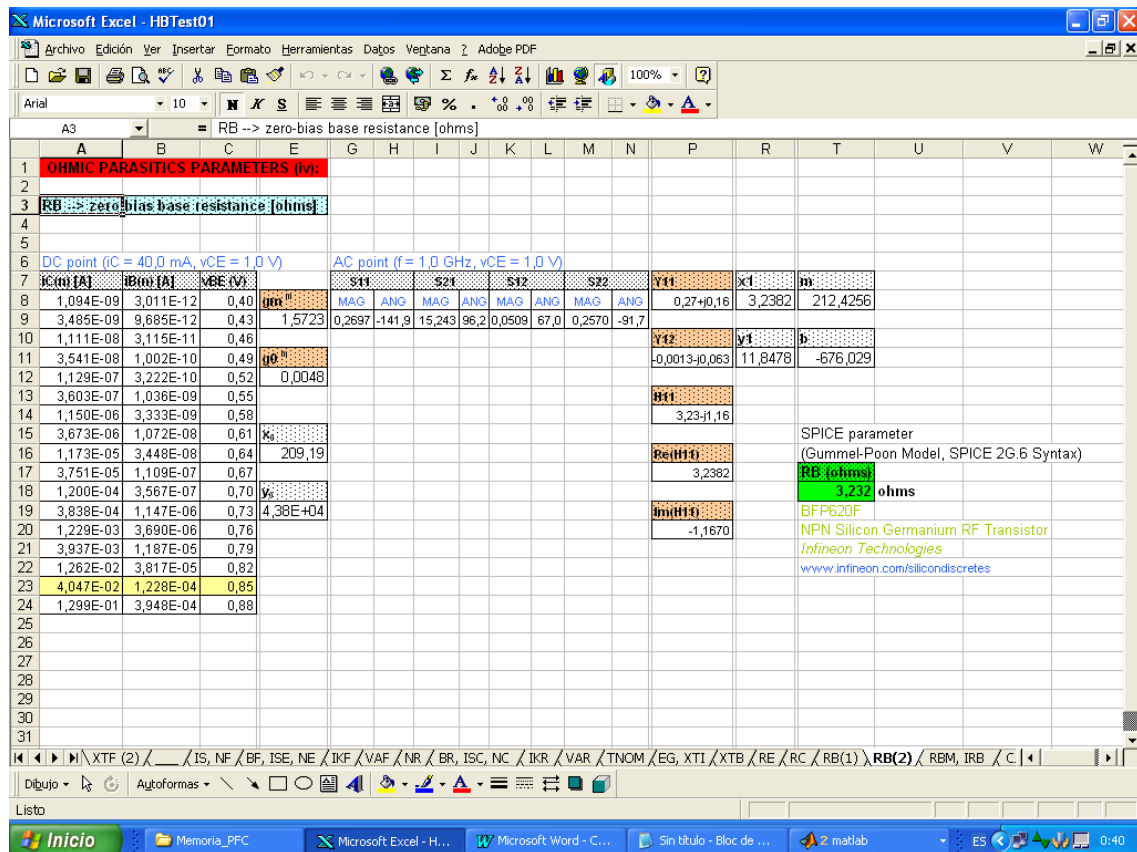 Microsoft Excel - HBTest01
Archivo Edición Ver Insertar Formato Herramientas Datos Ventana ? Adobe PDF
100%
Arial 10 N K S
A3 = RB --> zero-bias base resistance [ohms]
A B C E G H I J K L M N P R T U V W
1 OHMIC PARASITICS PARAMETERS (iv):
2
3 RB --> zero-bias base resistance [ohms]
4
5
6 DC point (iC = 40,0 mA, vCE = 1,0 V) AC point (f = 1,0 GHz, vCE = 1,0 V)
7 iC(m) [A] iB(m) [A] vBE (V) S11 S21 S12 S22 Y11 x1 m
8 1,094E-09 3,011E-12 0,40 gm MAG ANG MAG ANG MAG ANG MAG ANG 0,27+j0,16 3,2382 212,4256
9 3,485E-09 9,685E-12 0,43 1,5723 0,2697 -141,9 15,243 96,2 0,0509 67,0 0,2570 -91,7
10 1,111E-08 3,115E-11 0,46 Y12 y1 b
11 3,541E-08 1,002E-10 0,49 g0 -0,0013-j0,063 11,8478 -676,029
12 1,129E-07 3,222E-10 0,52 0,0048
13 3,603E-07 1,036E-09 0,55 H11
14 1,150E-06 3,333E-09 0,58 3,23-j1,16
15 3,673E-06 1,072E-08 0,61 SPICE parameter
16 1,173E-05 3,448E-08 0,64 209,19 Re(H11) (Gummel-Poon Model, SPICE 2G.6 Syntax)
17 3,751E-05 1,109E-07 0,67 3,2382 RB (ohms)
18 1,200E-04 3,567E-07 0,70 3,232 ohms
19 3,838E-04 1,147E-06 0,73 4,38E+04 Im(H11) BFP620F
20 1,229E-03 3,690E-06 0,76 -1,1670 NPN Silicon Germanium RF Transistor
21 3,937E-03 1,187E-05 0,79 Infineon Technologies
22 1,262E-02 3,817E-05 0,82 www.infineon.com/silicondiscretes
23 4,047E-02 1,228E-04 0,85
24 1,299E-01 3,948E-04 0,88
25
26
27
28
29
30
31
XTF (2) ___ IS, NF BF, ISE, NE IKF VAF NR BR, ISC, NC IKR VAR TNOM EG, XTI XTB RE RC RB(1) RB(2) RBM, IRB C
Dibujo Autoformas
Listo
Inicio Memoria_PFC Microsoft Excel - H... Microsoft Word - C... Sin título - Bloc de ... 2 matlab ES 0:40